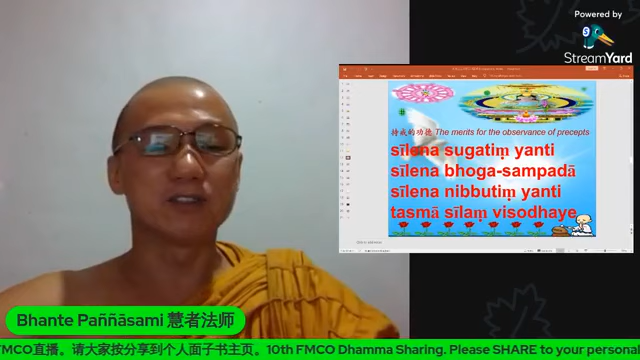 Powered by
StreamYard
持戒的功德 The merits for the observance of precepts
sīlena sugatiṃ yanti
sīlena bhoga-sampadā
sīlena nibbutiṃ yanti
tasmā sīlaṃ visodhaye
Bhante Paññāsami 慧者法师
FMCO直播。请大家按分享到个人面子书主页。10th FMCO Dhamma Sharing. Please SHARE to your personal